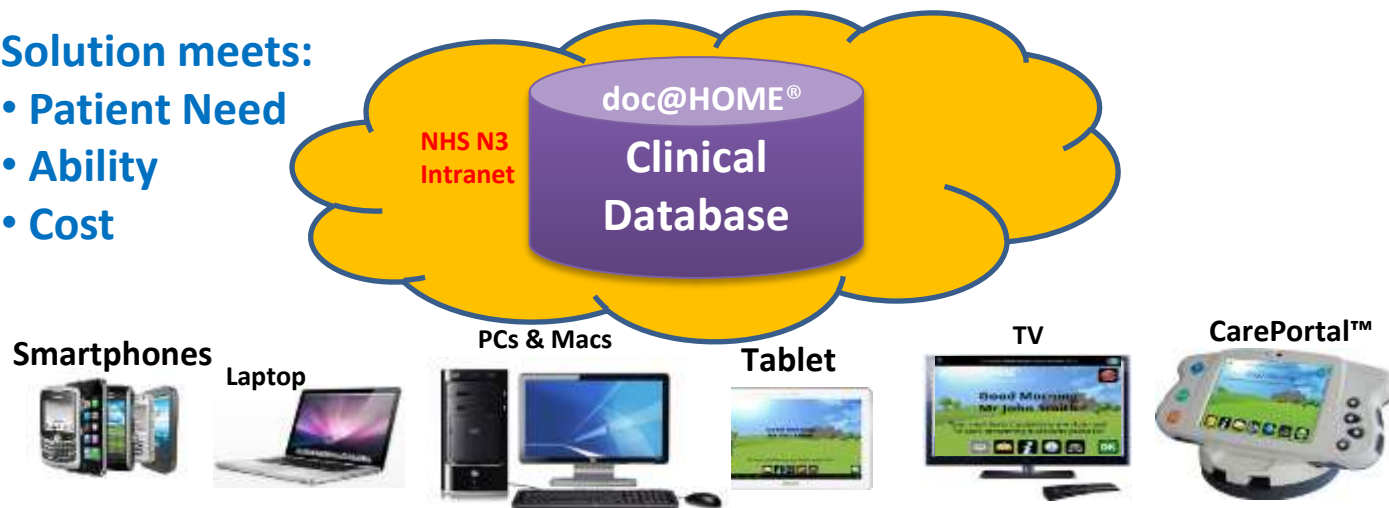 Solution meets:
• Patient Need
• Ability
• Cost
doc@HOME®
NHS N3
Intranet
Clinical
Database
Smartphones
Laptop
PCs & Macs
Tablet
TV
CarePortal™
Good Morning
Mr John Smith
OK